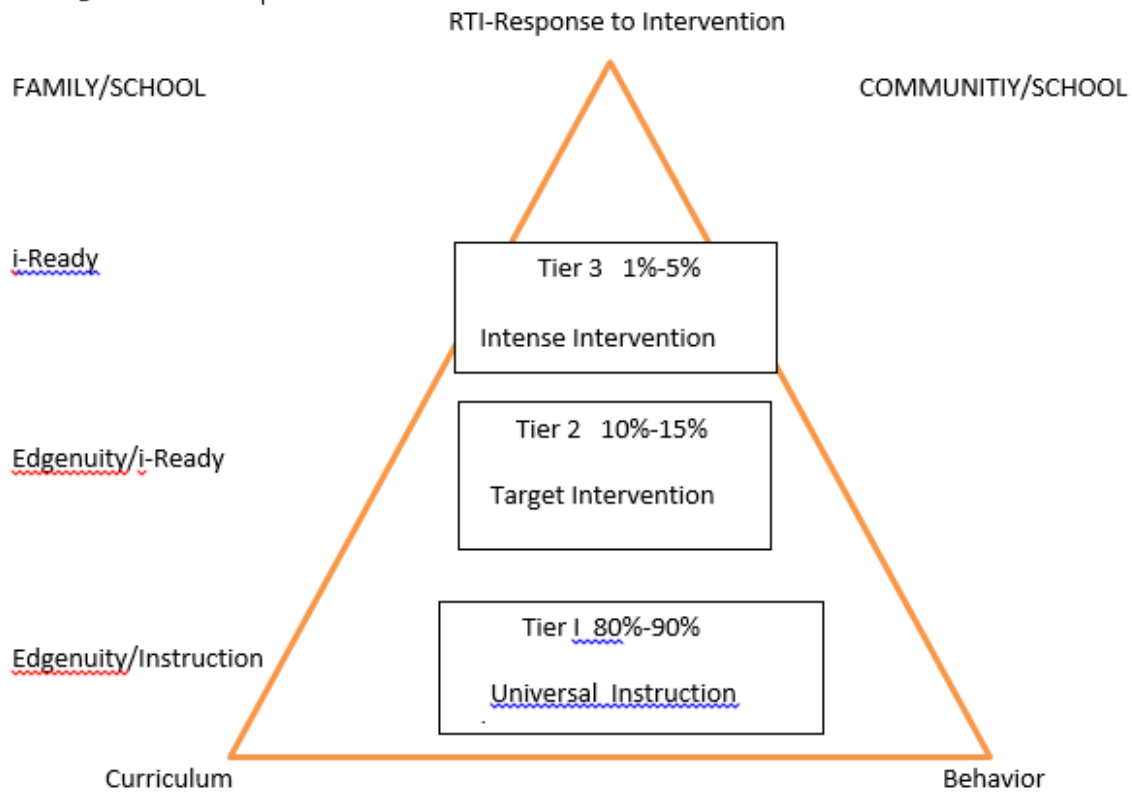 RTI-Response to Intervention
FAMILY/SCHOOL
COMMUNITIY/SCHOOL
i-Ready
Tier 3 1%-5%
Intense Intervention
Edgenuity/i-Ready
Tier 2 10%-15%
Target Intervention
Edgenuity/Instruction
Tier I 80%-90%
Universal Instruction
.
Curriculum
Behavior